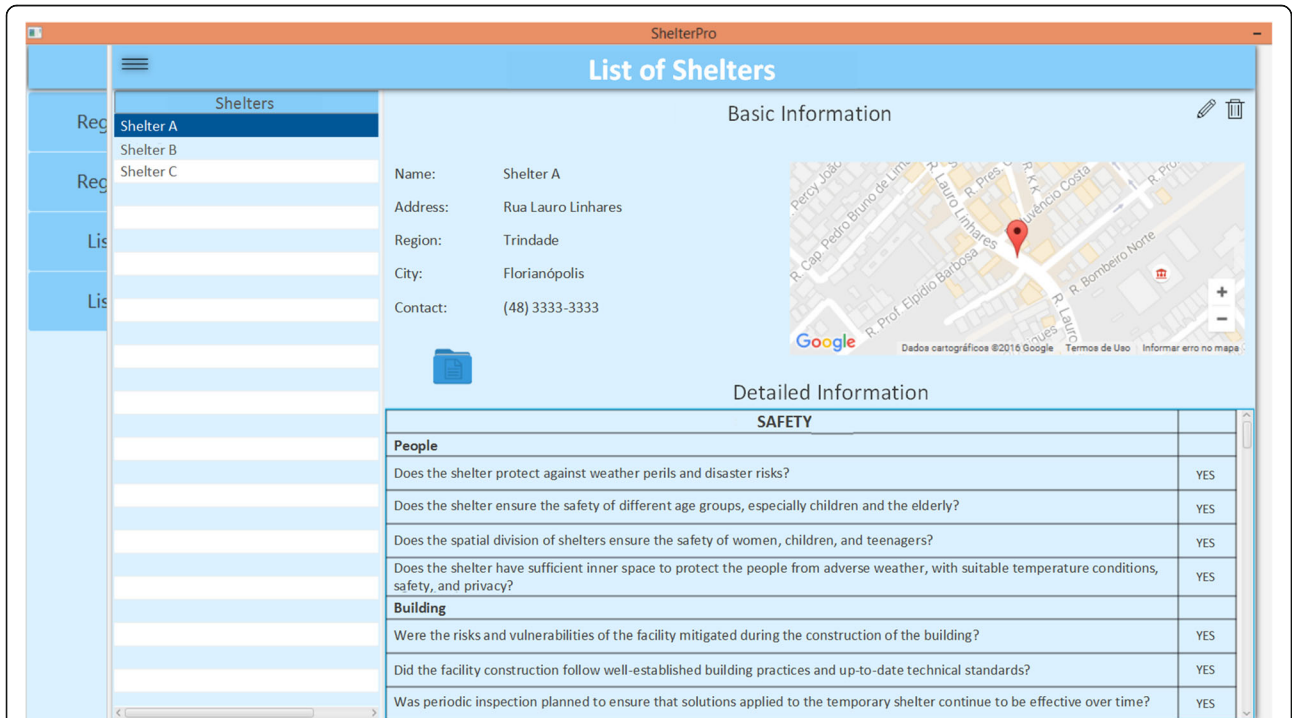 ShelterPro
List of Shelters
Reg
Reg
Lis
Lis
Shelters
Shelter A
Shelter B
Shelter C
Basic Information
Name: Shelter A
Address: Rua Lauro Linhares
Region: Trindade
City: Florianópolis
Contact: (48) 3333-3333
Percy João
R. Cap. Pedro Bruno de Lim
R. Lauro Linhares
R. Pres.
R. K K
Juvêncio Costa
R. Pro
R. Prof. Elpídio Barbosa
R. Bombeiro Norte
R. Lauro
ques
+
−
Google
Dados cartográficos ©2016 Google Termos de Uso Informar erro no mapa
Detailed Information
SAFETY
People
Does the shelter protect against weather perils and disaster risks? YES
Does the shelter ensure the safety of different age groups, especially children and the elderly? YES
Does the spatial division of shelters ensure the safety of women, children, and teenagers? YES
Does the shelter have sufficient inner space to protect the people from adverse weather, with suitable temperature conditions,
safety, and privacy? YES
Building
Were the risks and vulnerabilities of the facility mitigated during the construction of the building? YES
Did the facility construction follow well-established building practices and up-to-date technical standards? YES
Was periodic inspection planned to ensure that solutions applied to the temporary shelter continue to be effective over time? YES